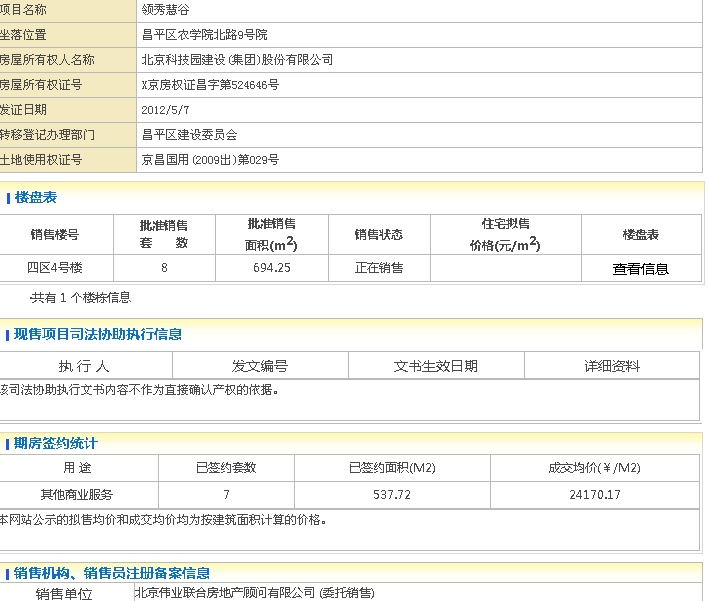 项目名称 领秀慧谷
坐落位置 昌平区农学院北路9号院
房屋所有权人名称 北京科技园建设(集团)股份有限公司
房屋所有权证号 X京房权证昌字第524646号
发证日期 2012/5/7
转移登记办理部门 昌平区建设委员会
土地使用权证号 京昌国用(2009出)第029号
楼盘表
销售楼号 批准销售套 数 批准销售面积(m2) 销售状态 住宅拟售价格(元/m2) 楼盘表
四区4号楼 8 694.25 正在销售 查看信息
·共有 1 个楼栋信息
现售项目司法协助执行信息
执 行 人 发文编号 文书生效日期 详细资料
该司法协助执行文书内容不作为直接确认产权的依据。
期房签约统计
用 途 已签约套数 已签约面积(M2) 成交均价(￥/M2)
其他商业服务 7 537.72 24170.17
本网站公示的拟售均价和成交均价均为按建筑面积计算的价格。
销售机构、销售员注册备案信息
销售单位 北京伟业联合房地产顾问有限公司 (委托销售)